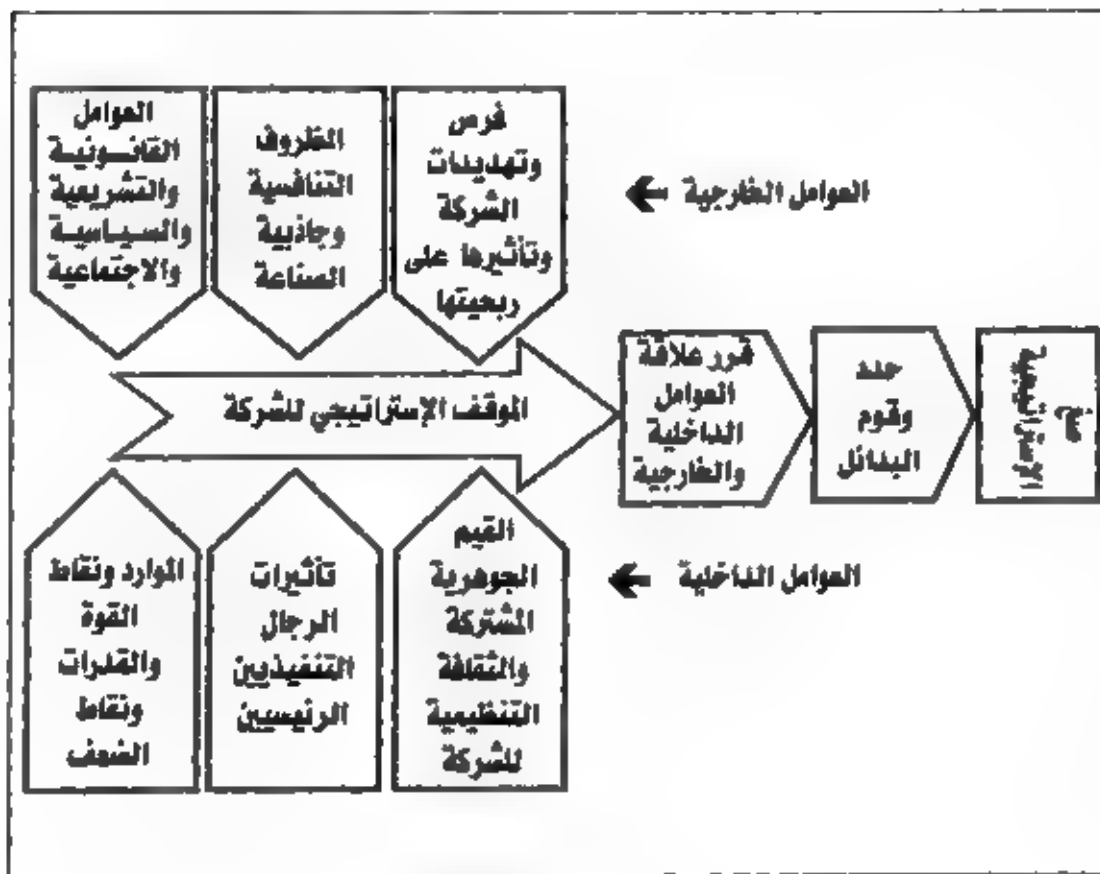 العوامل
القانونية
والتشريعية
والسياسية
والاجتماعية
الظروف
التنافسية
وجاذبية
الصناعة
فرص
وتهديدات
الشركة
وتأثيرها على
ربحيتها
العوامل الخارجية
الموقف الإستراتيجي للشركة
قرر علاقة
العوامل
الداخلية
والخارجية
حدد
وقوم
البدائل
صغ
الإستراتيجية
الموارد ونقاط
القوة
والقدرات
ونقاط
الضعف
تأثيرات
الرجال
التنفيذيين
الرئيسيين
القيم
الجوهرية
المشتركة
والثقافة
التنظيمية
للشركة
العوامل الداخلية